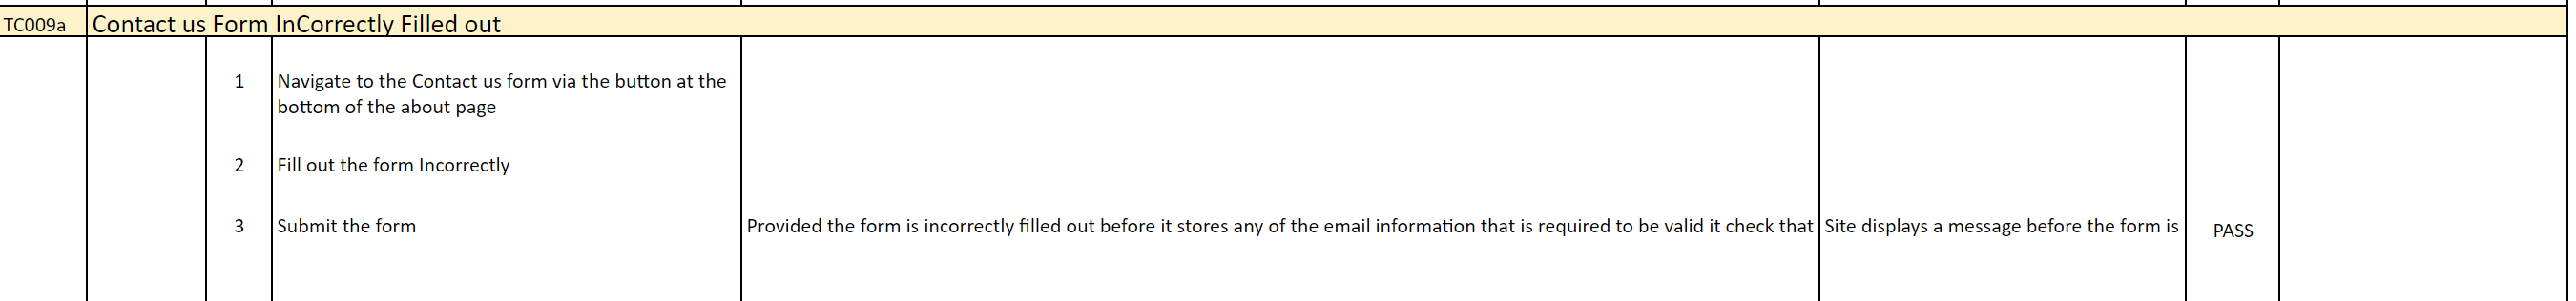 TC009a Contact us Form InCorrectly Filled out
1 Navigate to the Contact us form via the button at the
bottom of the about page
2 Fill out the form Incorrectly
3 Submit the form Provided the form is incorrectly filled out before it stores any of the email information that is required to be valid it check that Site displays a message before the form is PASS